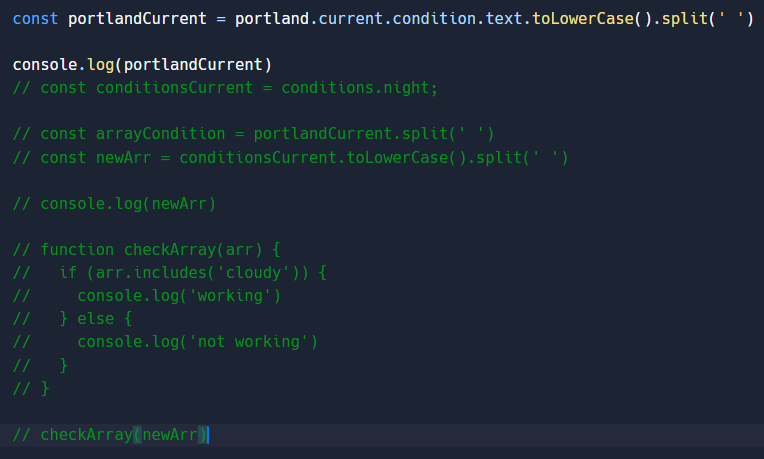 const portlandCurrent = portland.current.condition.text.toLowerCase().split(' ')
console.log(portlandCurrent)
// const conditionsCurrent = conditions.night;
// const arrayCondition = portlandCurrent.split(' ')
// const newArr = conditionsCurrent.toLowerCase().split(' ')
// console.log(newArr)
// function checkArray(arr) {
//   if (arr.includes('cloudy')) {
//     console.log('working')
//   } else {
//     console.log('not working')
//   }
// }
// checkArray(newArr)